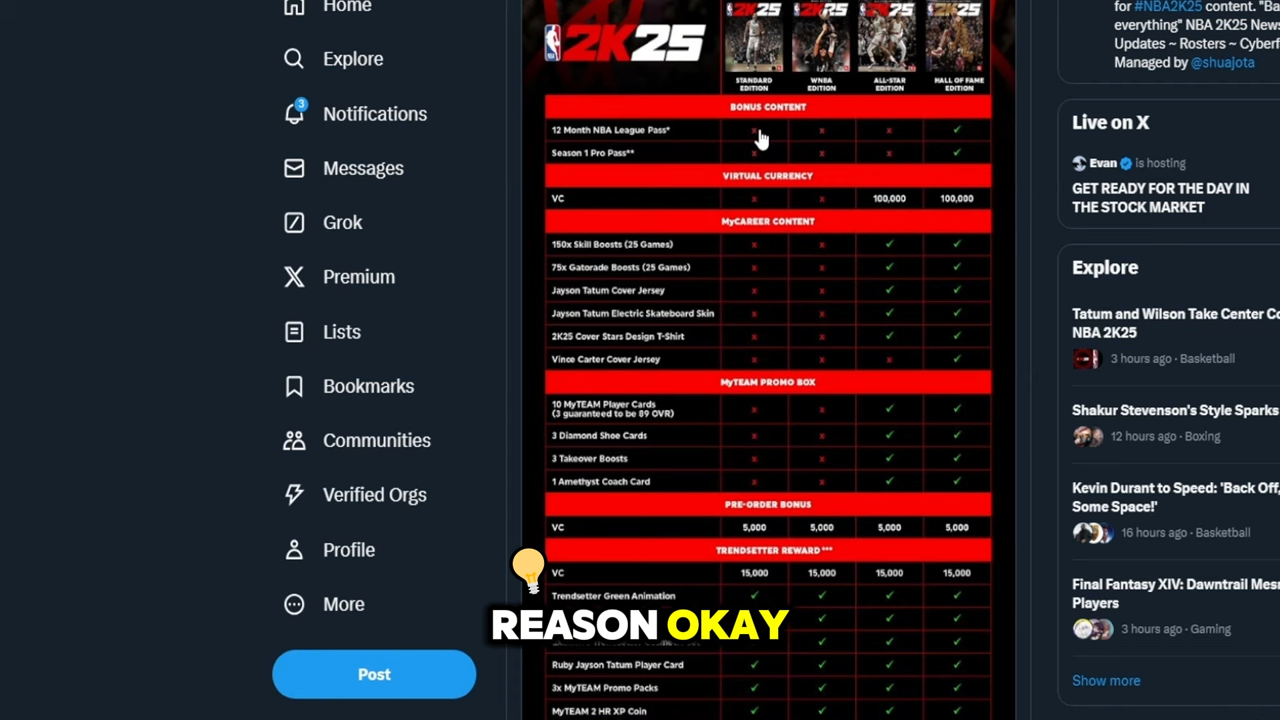 Home
Explore
3
Notifications
Messages
Grok
Premium
Lists
Bookmarks
Communities
Verified Orgs
Profile
More
Post
NBA 2K25
2K25 2K25 2K25 2K25
STANDARD EDITION
WNBA EDITION
ALL-STAR EDITION
HALL OF FAME EDITION
BONUS CONTENT
12 Month NBA League Pass* x x x ✓
Season 1 Pro Pass** x x x ✓
VIRTUAL CURRENCY
VC x x 100,000 100,000
MyCAREER CONTENT
150x Skill Boosts (25 Games) x x ✓ ✓
75x Gatorade Boosts (25 Games) x x ✓ ✓
Jayson Tatum Cover Jersey x x ✓ ✓
Jayson Tatum Electric Skateboard Skin x x ✓ ✓
2K25 Cover Stars Design T-Shirt x x ✓ ✓
Vince Carter Cover Jersey x x x ✓
MyTEAM PROMO BOX
10 MyTEAM Player Cards
(3 guaranteed to be 89 OVR) x x ✓ ✓
3 Diamond Shoe Cards x x ✓ ✓
3 Takeover Boosts x x ✓ ✓
1 Amethyst Coach Card x x ✓ ✓
PRE-ORDER BONUS
VC 5,000 5,000 5,000 5,000
TRENDSETTER REWARD***
VC 15,000 15,000 15,000 15,000
Trendsetter Green Animation ✓ ✓ ✓ ✓
REASON OKAY
Ruby Jayson Tatum Player Card ✓ ✓ ✓ ✓
3x MyTEAM Promo Packs ✓ ✓ ✓ ✓
MyTEAM 2 HR XP Coin ✓ ✓ ✓ ✓
for #NBA2K25 content. "Ba
everything" NBA 2K25 New
Updates ~ Rosters ~ Cyberf
Managed by @shuajota
Live on X
Evan is hosting
GET READY FOR THE DAY IN
THE STOCK MARKET
Explore
Tatum and Wilson Take Center Co
NBA 2K25
3 hours ago · Basketball
Shakur Stevenson's Style Sparks
12 hours ago · Boxing
Kevin Durant to Speed: 'Back Off,
Some Space!'
16 hours ago · Basketball
Final Fantasy XIV: Dawntrail Mes
Players
3 hours ago · Gaming
Show more